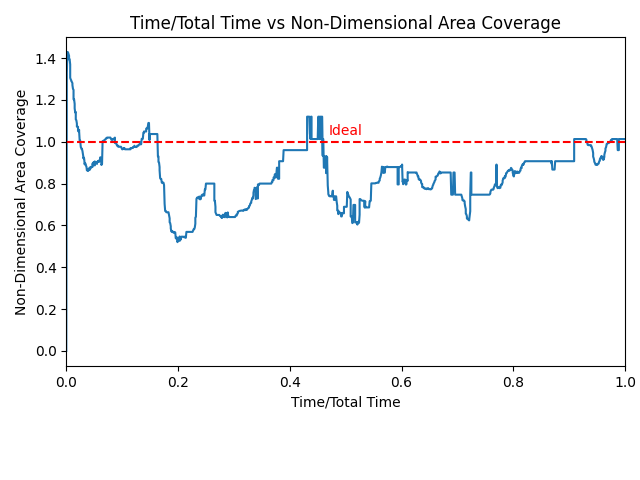 Time/Total Time vs Non-Dimensional Area Coverage
Non-Dimensional Area Coverage
1.4
1.2
1.0
0.8
0.6
0.4
0.2
0.0
Ideal
0.0 0.2 0.4 0.6 0.8 1.0
Time/Total Time